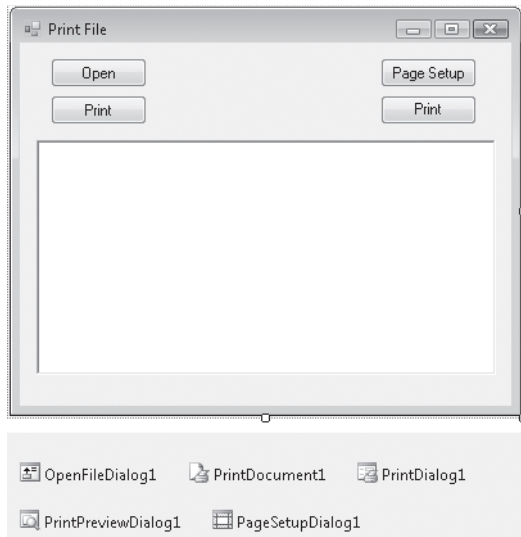 Print File
Open Page Setup
Print Print
OpenFileDialog1 PrintDocument1 PrintDialog1
PrintPreviewDialog1 PageSetupDialog1